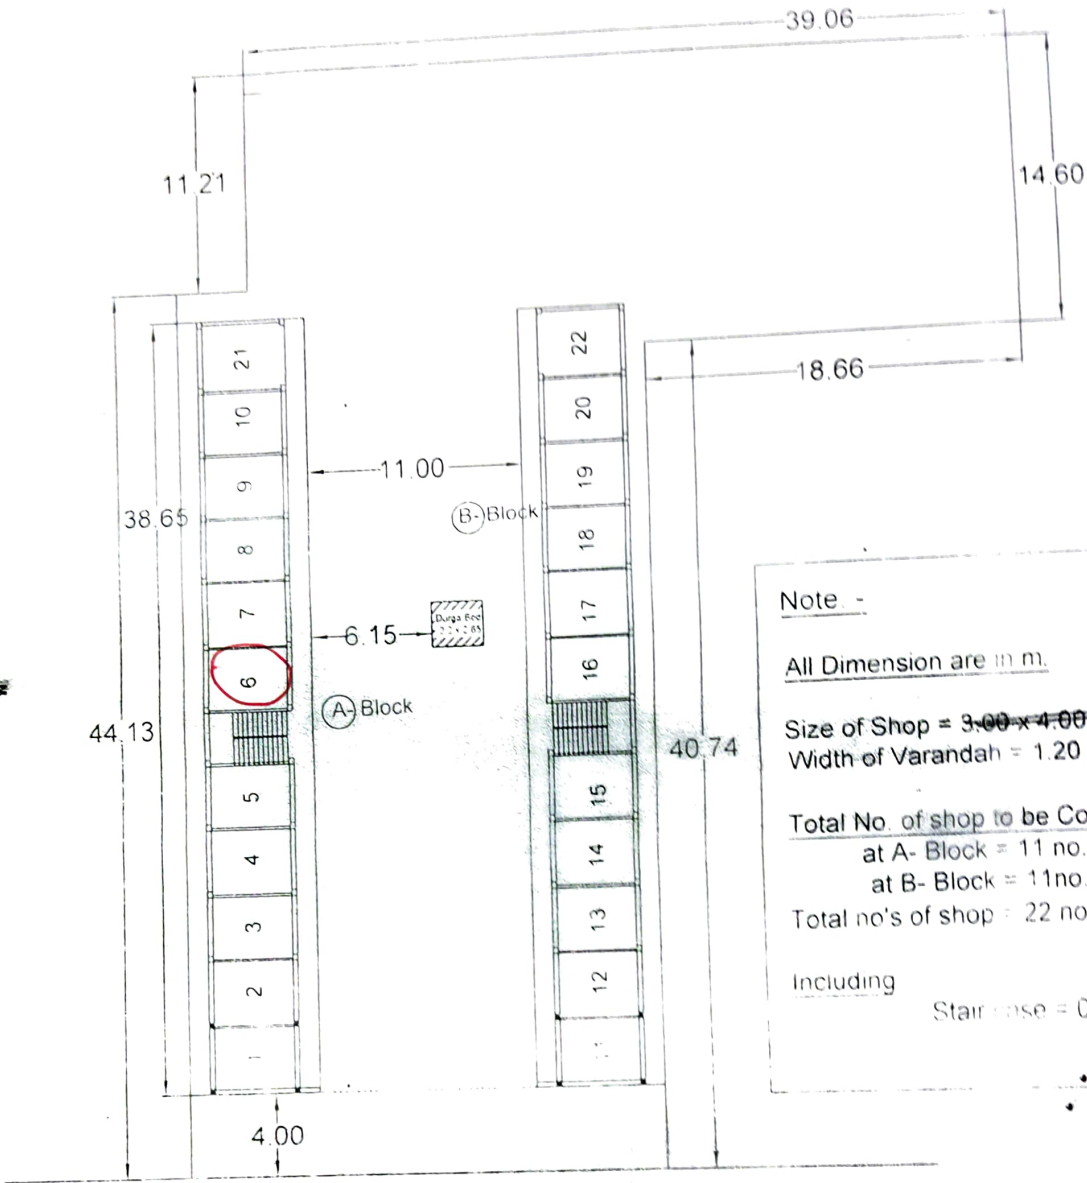 39.06
11.21
14.60
21
22
18.66
10
20
11.00
9
19
38.65
B- Block
8
18
7
17
6.15
Durga Bed
6
16
A- Block
44.13
40.74
5
15
4
14
3
13
2
12
1
4.00
Note -
All Dimension are in m.
Size of Shop = 3.00 x 4.00
Width of Varandah = 1.20
Total No. of shop to be Co
at A- Block = 11 no.
at B- Block = 11no.
Total no's of shop = 22 no
Including
Stair case = 0